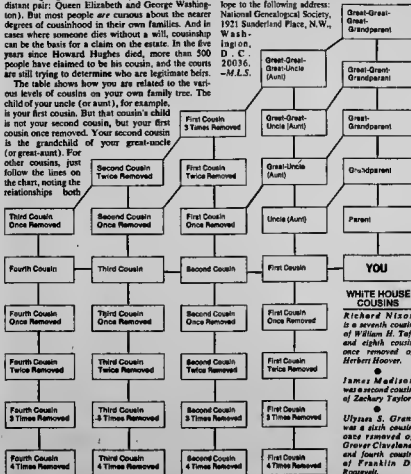 distant pair: Queen Elizabeth and George Washing-
ton). But most people are curious about the nearer
degrees of cousinhood in their own families. And in
cases where someone dies without a will, cousinship
can be the basis for a claim on the estate. In the five
years since Howard Hughes died, more than 500
people have claimed to be his cousin, and the courts
are still trying to determine who are legitimate heirs.
The table shows how you are related to the vari-
ous levels of cousins on your own family tree. The
child of your uncle (or aunt), for example,
is your first cousin. But that cousin's child
is not your second cousin, but your first
cousin once removed. Your second cousin
is the grandchild of your great-uncle
(or great-aunt). For
other cousins, just
follow the lines on
the chart, noting the
relationships both
lope to the following address:
National Genealogical Society,
1921 Sunderland Place, N.W.,
Wash-
ington,
D.C.
20036.
–M.L.S.
Great-Great-
Great-
Grandparent
Great-Great-
Great-Uncle
(Aunt)
Great-Great-
Grandparent
First Cousin
3 Times Removed
Great-Great-
Uncle (Aunt)
Great-
Grandparent
Second Cousin
Twice Removed
First Cousin
Twice Removed
Great-Uncle
(Aunt)
Grandparent
Third Cousin
Once Removed
Second Cousin
Once Removed
First Cousin
Once Removed
Uncle (Aunt)
Parent
Fourth Cousin
Third Cousin
Second Cousin
First Cousin
YOU
Fourth Cousin
Once Removed
Third Cousin
Once Removed
Second Cousin
Once Removed
First Cousin
Once Removed
Fourth Cousin
Twice Removed
Third Cousin
Twice Removed
Second Cousin
Twice Removed
First Cousin
Twice Removed
Fourth Cousin
3 Times Removed
Third Cousin
3 Times Removed
Second Cousin
3 Times Removed
First Cousin
3 Times Removed
Fourth Cousin
4 Times Removed
Third Cousin
4 Times Removed
Second Cousin
4 Times Removed
First Cousin
4 Times Removed
WHITE HOUSE
COUSINS
Richard Nixo
is a seventh cousi
of William H. Taf
and eighth cousi
once removed o
Herbert Hoover.
James Madiso
was a second cousi
of Zachary Taylor
Ulysses S. Gran
was a sixth cousi
once removed o
Grover Clevelan
and fourth cousi
of Franklin D
Roosevelt.